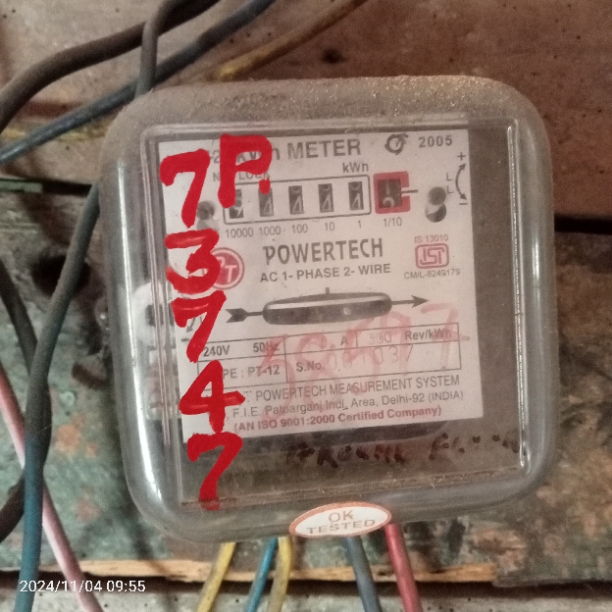 METER
2005
kWh
10000 1000 100 10 1 1/10
POWERTECH
AC 1- PHASE 2- WIRE
IS 13010
ISI
CM/L-8249179
240V 50Hz A Rev/kWh
PE : PT-12 S.No.
POWERTECH MEASUREMENT SYSTEM
F.I.E. Patparganj Indl. Area, Delhi-92 (INDIA)
(AN ISO 9001:2000 Certified Company)
7
P.
3
7
4
7
OK
TESTED
2024/11/04 09:55